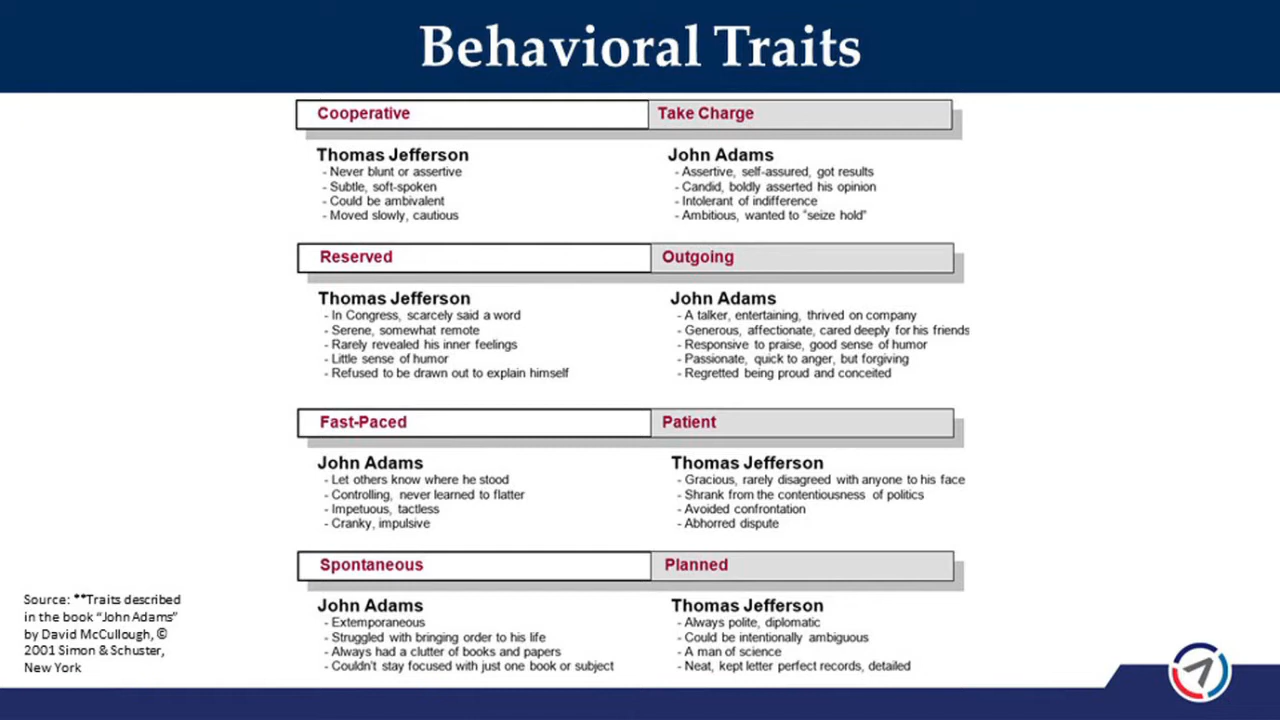 Behavioral Traits
Cooperative
Take Charge
Thomas Jefferson
- Never blunt or assertive
- Subtle, soft-spoken
- Could be ambivalent
- Moved slowly, cautious
John Adams
- Assertive, self-assured, got results
- Candid, boldly asserted his opinion
- Intolerant of indifference
- Ambitious, wanted to "seize hold"
Reserved
Outgoing
Thomas Jefferson
- In Congress, scarcely said a word
- Serene, somewhat remote
- Rarely revealed his inner feelings
- Little sense of humor
- Refused to be drawn out to explain himself
John Adams
- A talker, entertaining, thrived on company
- Generous, affectionate, cared deeply for his friends
- Responsive to praise, good sense of humor
- Passionate, quick to anger, but forgiving
- Regretted being proud and conceited
Fast-Paced
Patient
John Adams
- Let others know where he stood
- Controlling, never learned to flatter
- Impetuous, tactless
- Cranky, impulsive
Thomas Jefferson
- Gracious, rarely disagreed with anyone to his face
- Shrank from the contentiousness of politics
- Avoided confrontation
- Abhorred dispute
Spontaneous
Planned
John Adams
- Extemporaneous
- Struggled with bringing order to his life
- Always had a clutter of books and papers
- Couldn't stay focused with just one book or subject
Thomas Jefferson
- Always polite, diplomatic
- Could be intentionally ambiguous
- A man of science
- Neat, kept letter perfect records, detailed
Source: **Traits described
in the book "John Adams"
by David McCullough, ©
2001 Simon & Schuster,
New York